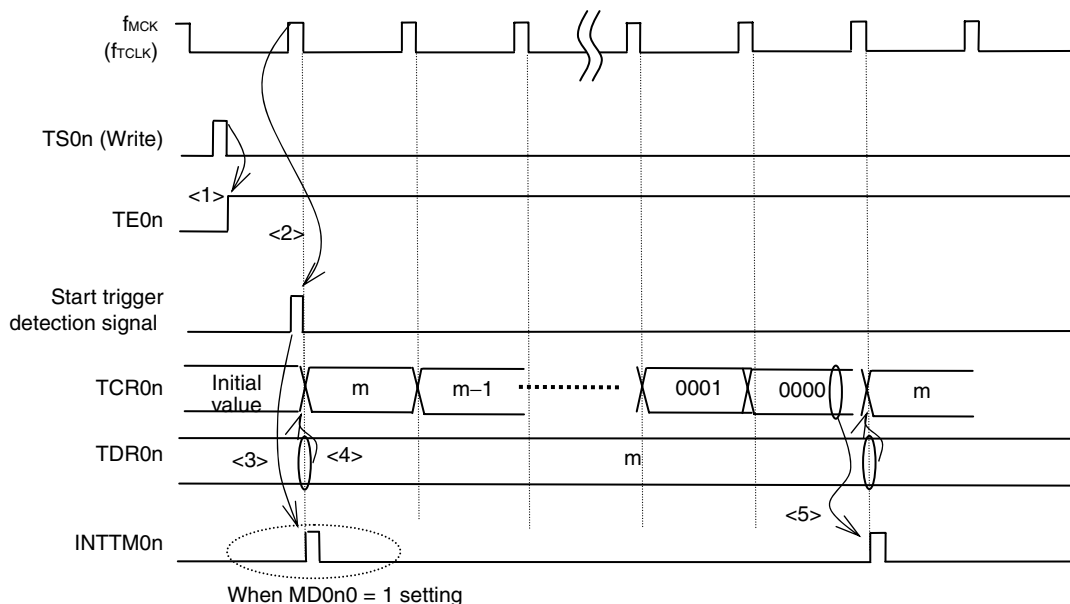 fMCK
(fTCLK)
TS0n (Write)
<1>
TE0n
<2>
Start trigger
detection signal
TCR0n
Initial
value
m
m−1
0001
0000
m
TDR0n
<3>
<4>
m
<5>
INTTM0n
When MD0n0 = 1 setting